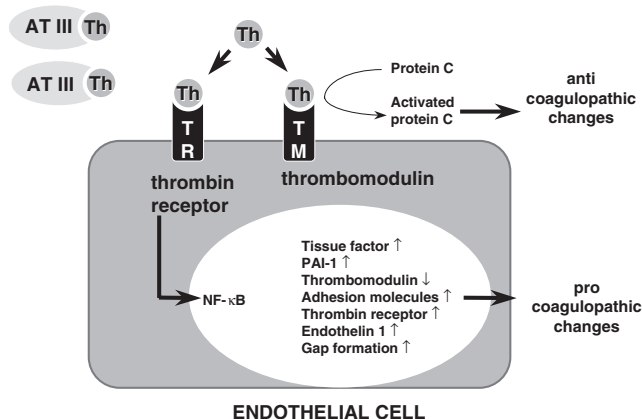 AT III Th
AT III Th
Th
Th
Th
T
R
T
M
Protein C
Activated
protein C
anti
coagulopathic
changes
thrombin
receptor
thrombomodulin
NF-κB
Tissue factor ↑
PAI-1 ↑
Thrombomodulin ↓
Adhesion molecules ↑
Thrombin receptor ↑
Endothelin 1 ↑
Gap formation ↑
pro
coagulopathic
changes
ENDOTHELIAL CELL